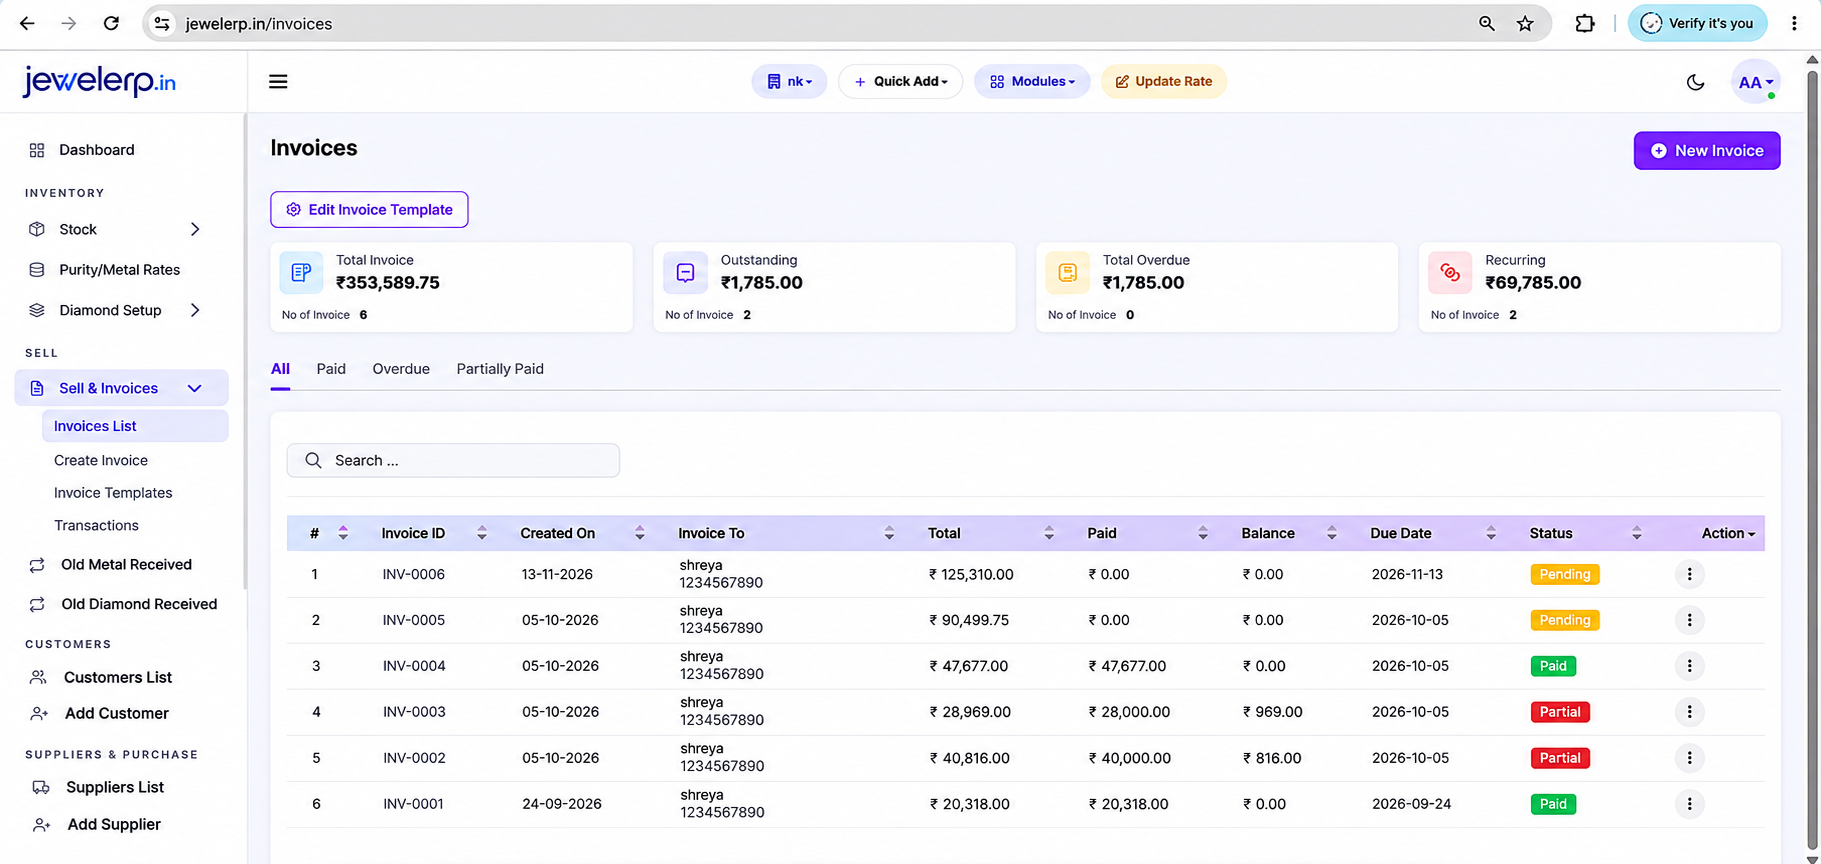 jewelerp.in/invoices
Verify it's you
jewelerp.in
nk
Quick Add
Modules
Update Rate
AA
Dashboard
INVENTORY
Stock
Purity/Metal Rates
Diamond Setup
SELL
Sell & Invoices
Invoices List
Create Invoice
Invoice Templates
Transactions
Old Metal Received
Old Diamond Received
CUSTOMERS
Customers List
Add Customer
SUPPLIERS & PURCHASE
Suppliers List
Add Supplier
Invoices
New Invoice
Edit Invoice Template
Total Invoice
₹353,589.75
No of Invoice 6
Outstanding
₹1,785.00
No of Invoice 2
Total Overdue
₹1,785.00
No of Invoice 0
Recurring
₹69,785.00
No of Invoice 2
All Paid Overdue Partially Paid
Search ...
# Invoice ID Created On Invoice To Total Paid Balance Due Date Status Action
1 INV-0006 13-11-2026 shreya 1234567890 ₹ 125,310.00 ₹ 0.00 ₹ 0.00 2026-11-13 Pending
2 INV-0005 05-10-2026 shreya 1234567890 ₹ 90,499.75 ₹ 0.00 ₹ 0.00 2026-10-05 Pending
3 INV-0004 05-10-2026 shreya 1234567890 ₹ 47,677.00 ₹ 47,677.00 ₹ 0.00 2026-10-05 Paid
4 INV-0003 05-10-2026 shreya 1234567890 ₹ 28,969.00 ₹ 28,000.00 ₹ 969.00 2026-10-05 Partial
5 INV-0002 05-10-2026 shreya 1234567890 ₹ 40,816.00 ₹ 40,000.00 ₹ 816.00 2026-10-05 Partial
6 INV-0001 24-09-2026 shreya 1234567890 ₹ 20,318.00 ₹ 20,318.00 ₹ 0.00 2026-09-24 Paid